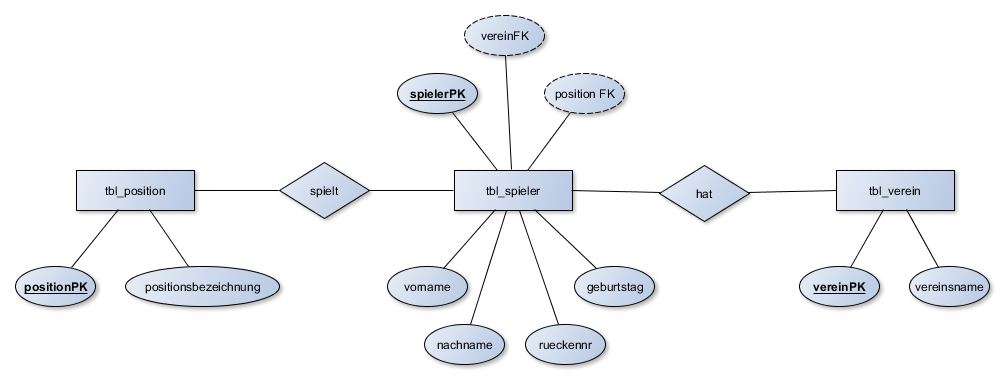 vereinFK
spielerPK
position FK
tbl_position
spielt
tbl_spieler
hat
tbl_verein
positionPK
positionsbezeichnung
vorname
geburtstag
vereinPK
vereinsname
nachname
rueckennr